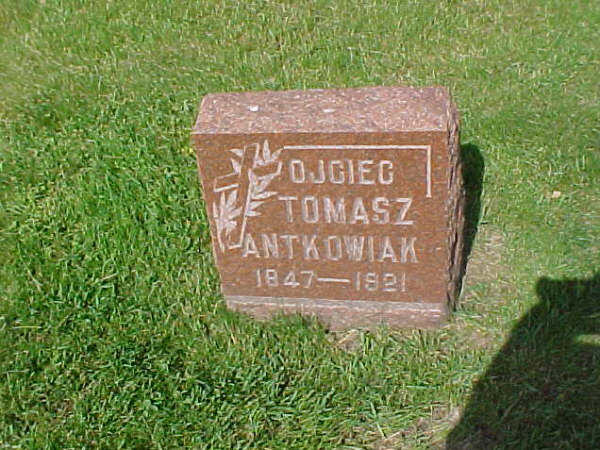 OJCIEC
TOMASZ
ANTKOWIAK
1847—1921